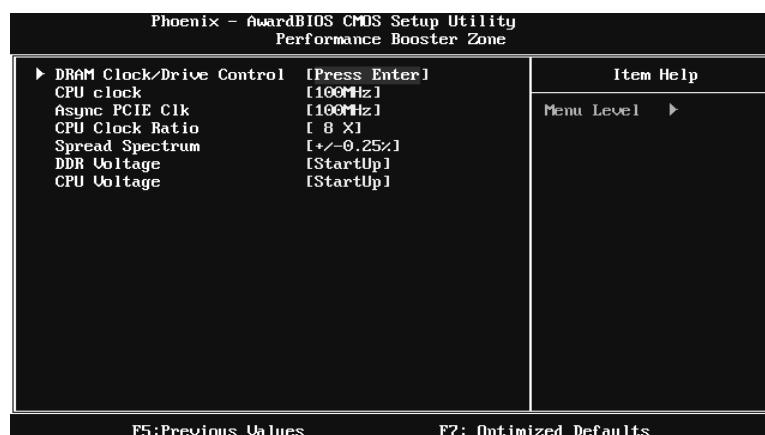 Phoenix - AwardBIOS CMOS Setup Utility
Performance Booster Zone
DRAM Clock/Drive Control [Press Enter]
CPU clock [100MHz]
Async PCIE Clk [100MHz]
CPU Clock Ratio [ 8 X]
Spread Spectrum [+/-0.25%]
DDR Voltage [StartUp]
CPU Voltage [StartUp]
Item Help
Menu Level
F5:Previous Values F7: Optimized Defaults